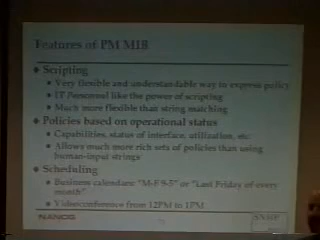 Features of PM MIB
Scripting
Very flexible and understandable way to express policy
IT Personnel like the power of scripting
Much more flexible than string matching
Policies based on operational status
Capabilities, status of interface, utilization, etc.
Allows much more rich sets of policies than using
human-input strings
Scheduling
Business calendars: "M-F 9-5" or "Last Friday of every
month"
Videoconference from 12PM to 1PM
NANOG
SNMP